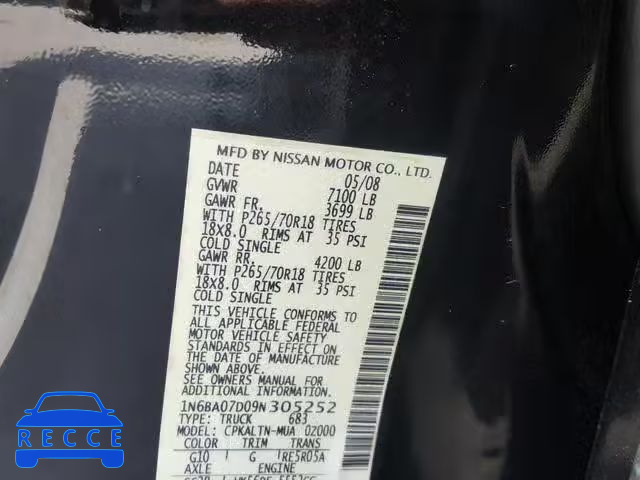 MFD BY NISSAN MOTOR CO., LTD.
DATE 05/08
GVWR 7100 LB
GAWR FR. 3699 LB
WITH P265/70R18 TIRES
18X8.0 RIMS AT 35 PSI
COLD SINGLE
GAWR RR. 4200 LB
WITH P265/70R18 TIRES
18X8.0 RIMS AT 35 PSI
COLD SINGLE
THIS VEHICLE CONFORMS TO
ALL APPLICABLE FEDERAL
MOTOR VEHICLE SAFETY
STANDARDS IN EFFECT ON
THE DATE OF MANUFACTURE
SHOWN ABOVE.
SEE OWNERS MANUAL FOR
ADDITIONAL INFORMATION.
1N6BA07D09N305252
TYPE: TRUCK 683
MODEL: CPKALTN-MUA 02000
COLOR TRIM TRANS
G10 G RE5R05A
AXLE ENGINE
RECCE